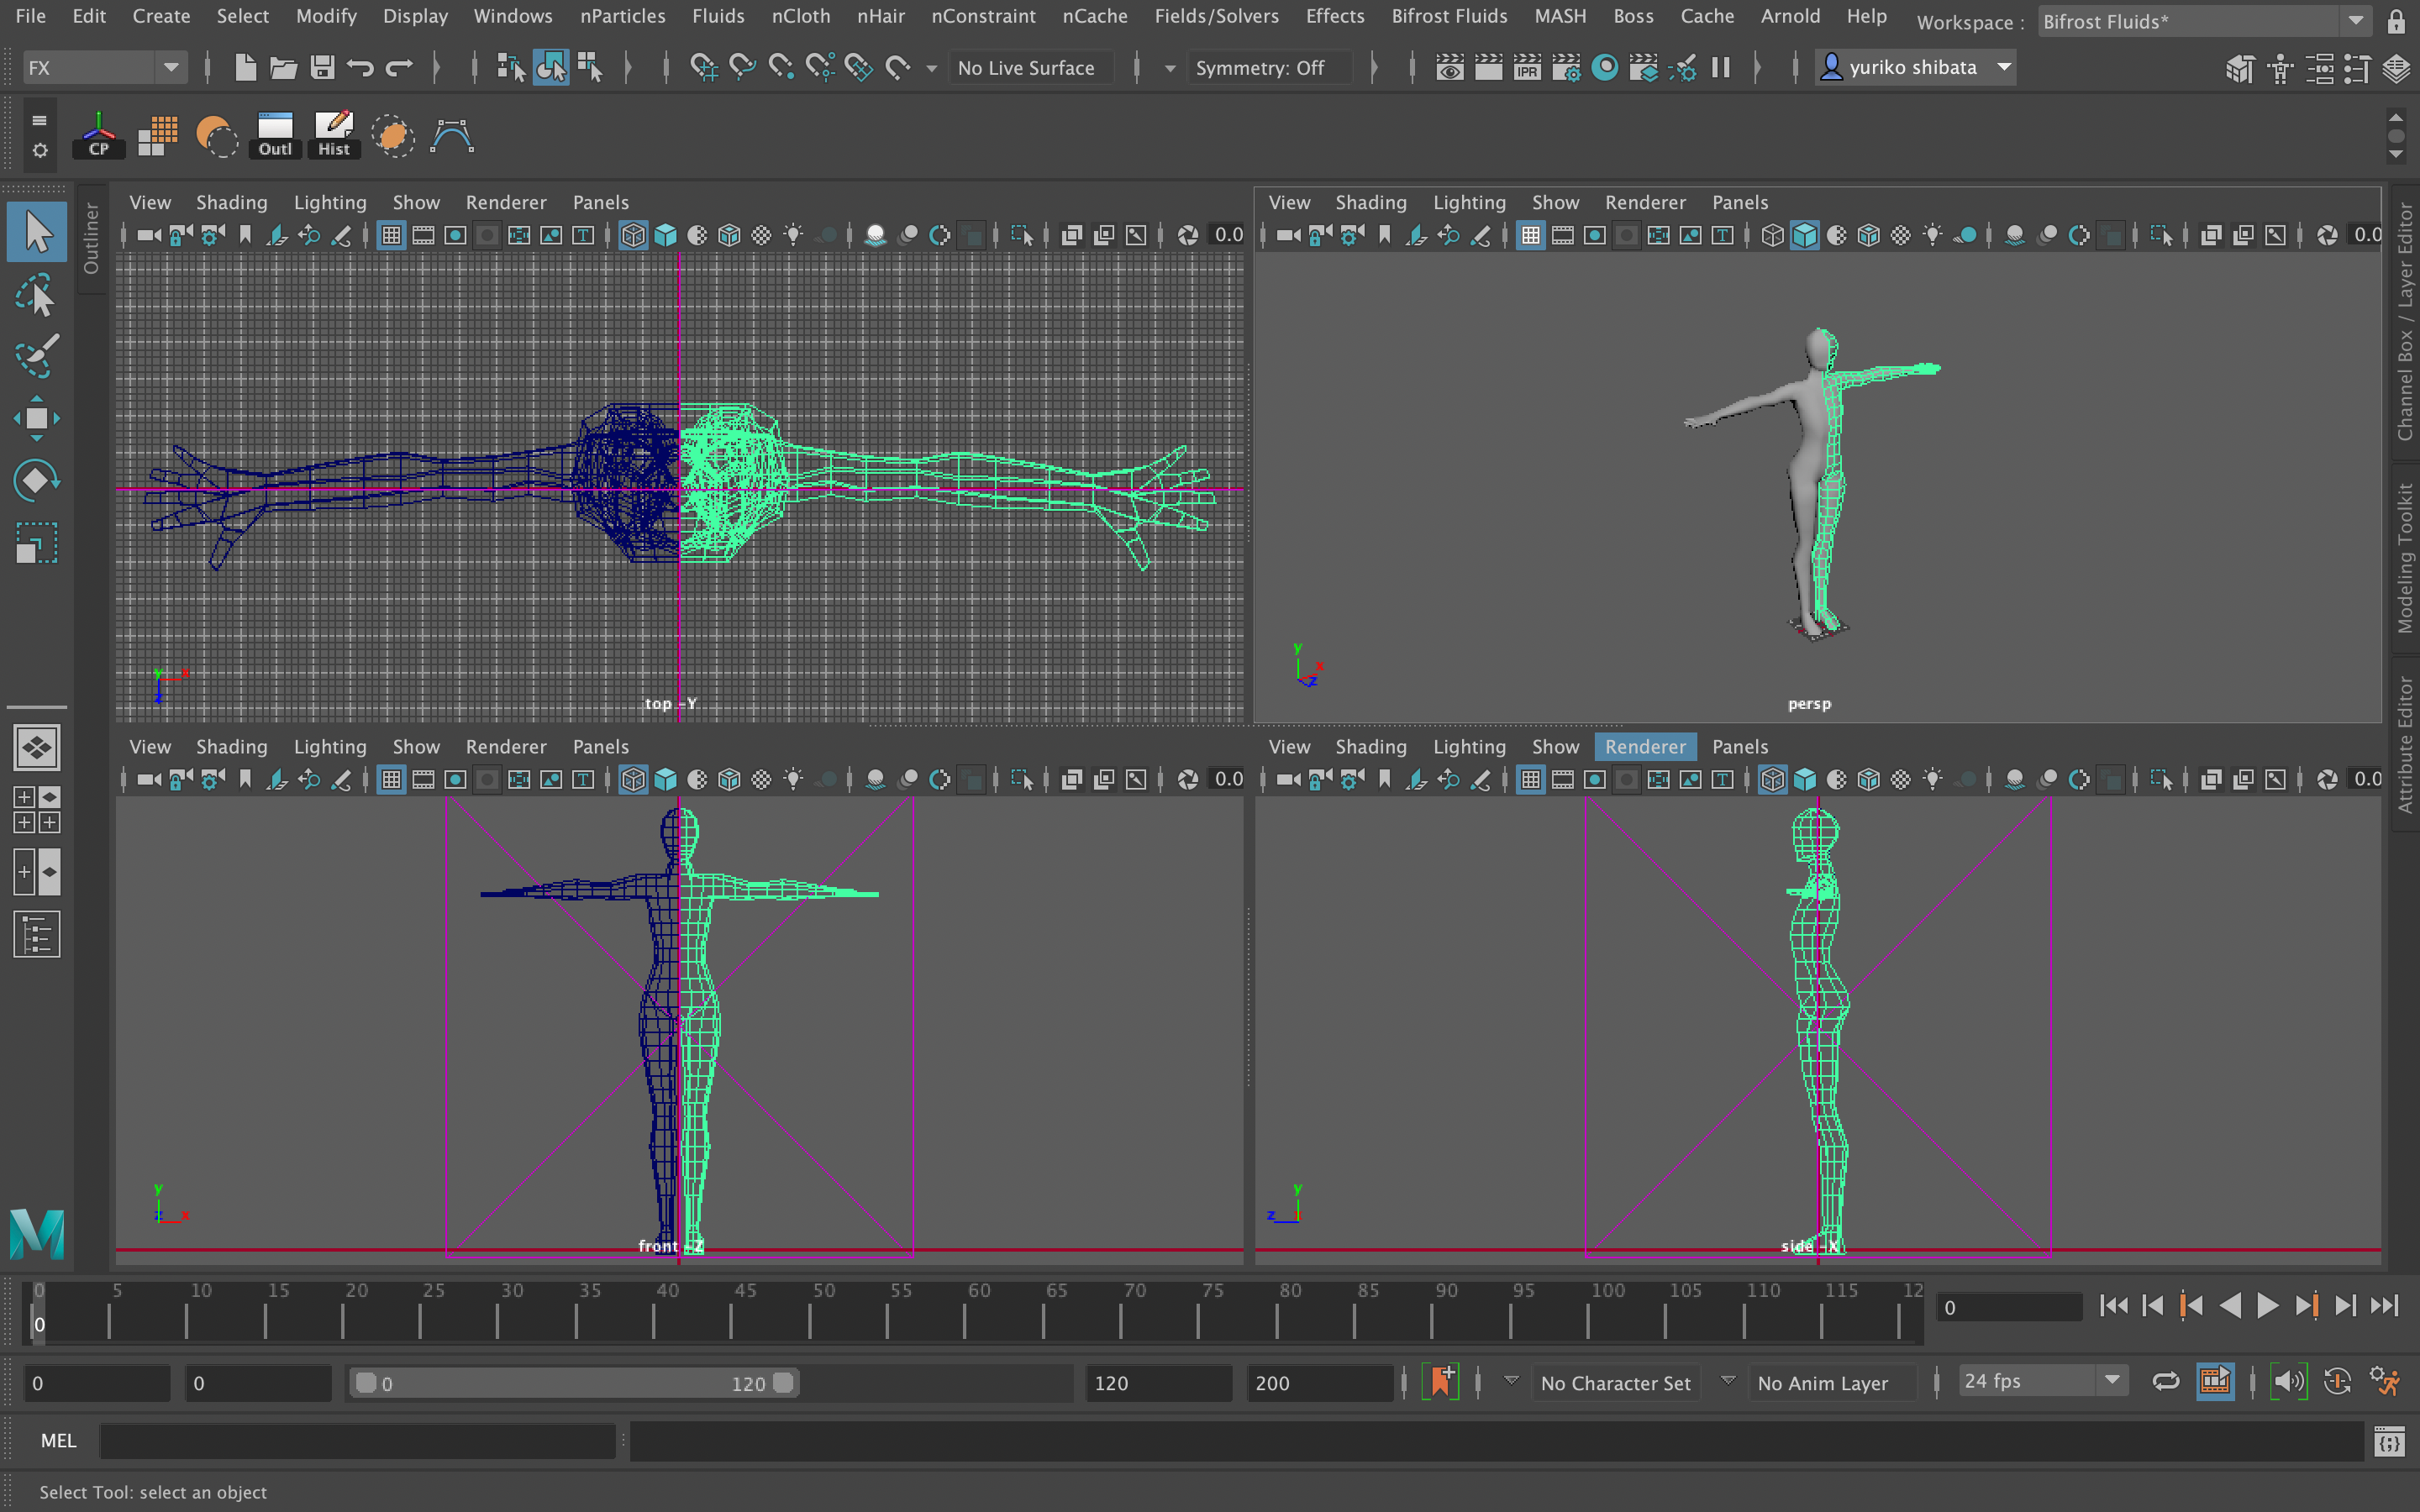 File Edit Create Select Modify Display Windows nParticles Fluids nCloth nHair nConstraint nCache Fields/Solvers Effects Bifrost Fluids MASH Boss Cache Arnold Help Workspace : Bifrost Fluids*
FX No Live Surface Symmetry: Off IPR yuriko shibata
CP Outl Hist
Outliner
View Shading Lighting Show Renderer Panels
0.0
top -Y
y x z
View Shading Lighting Show Renderer Panels
0.0
persp
y x z
View Shading Lighting Show Renderer Panels
0.0
front -Z
y z x
View Shading Lighting Show Renderer Panels
0.0
side -X
y z
Channel Box / Layer Editor
Modeling Toolkit
Attribute Editor
M
0 5 10 15 20 25 30 35 40 45 50 55 60 65 70 75 80 85 90 95 100 105 110 115 12
0 0
0 0 0 120 120 200 No Character Set No Anim Layer 24 fps
MEL
Select Tool: select an object